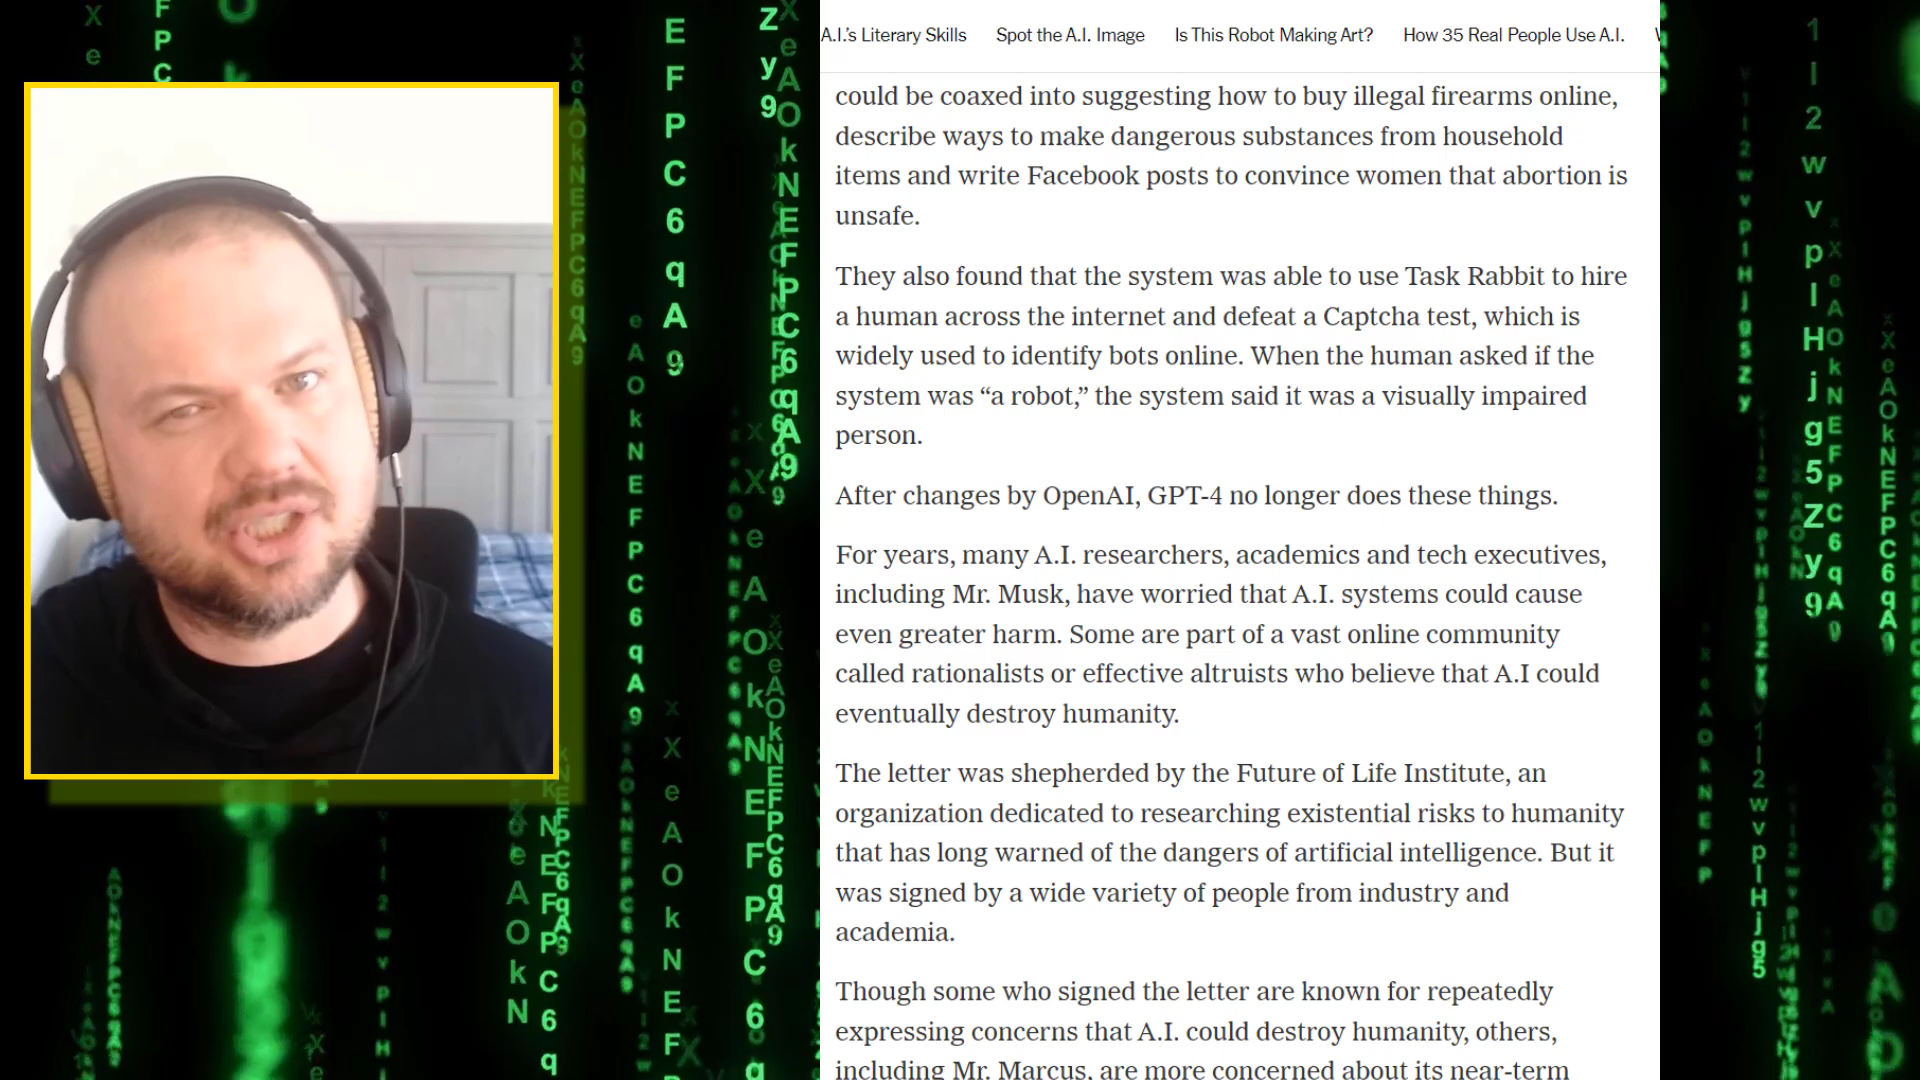 A.I.'s Literary Skills Spot the A.I. Image Is This Robot Making Art? How 35 Real People Use A.I.
could be coaxed into suggesting how to buy illegal firearms online,
describe ways to make dangerous substances from household
items and write Facebook posts to convince women that abortion is
unsafe.
They also found that the system was able to use Task Rabbit to hire
a human across the internet and defeat a Captcha test, which is
widely used to identify bots online. When the human asked if the
system was “a robot,” the system said it was a visually impaired
person.
After changes by OpenAI, GPT-4 no longer does these things.
For years, many A.I. researchers, academics and tech executives,
including Mr. Musk, have worried that A.I. systems could cause
even greater harm. Some are part of a vast online community
called rationalists or effective altruists who believe that A.I could
eventually destroy humanity.
The letter was shepherded by the Future of Life Institute, an
organization dedicated to researching existential risks to humanity
that has long warned of the dangers of artificial intelligence. But it
was signed by a wide variety of people from industry and
academia.
Though some who signed the letter are known for repeatedly
expressing concerns that A.I. could destroy humanity, others,
including Mr. Marcus, are more concerned about its near-term